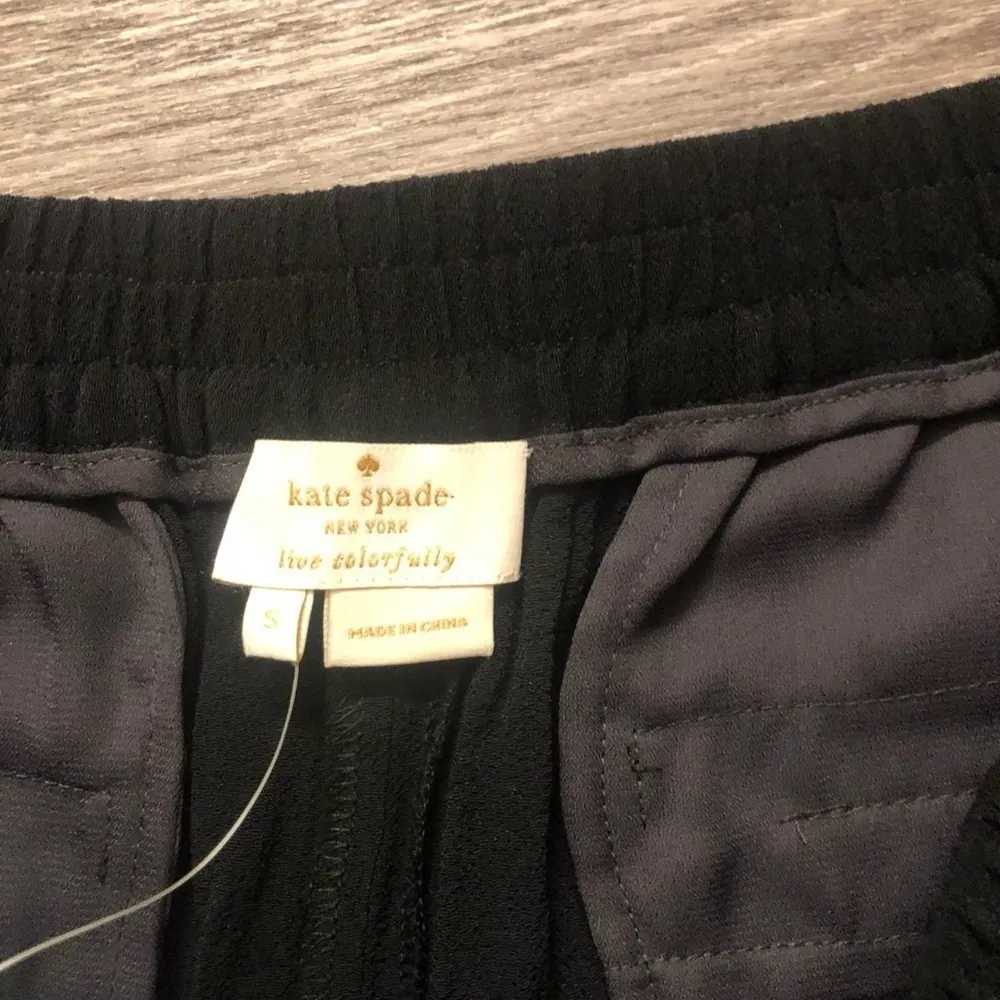 kate spade
NEW YORK
live colorfully
S
MADE IN CHINA